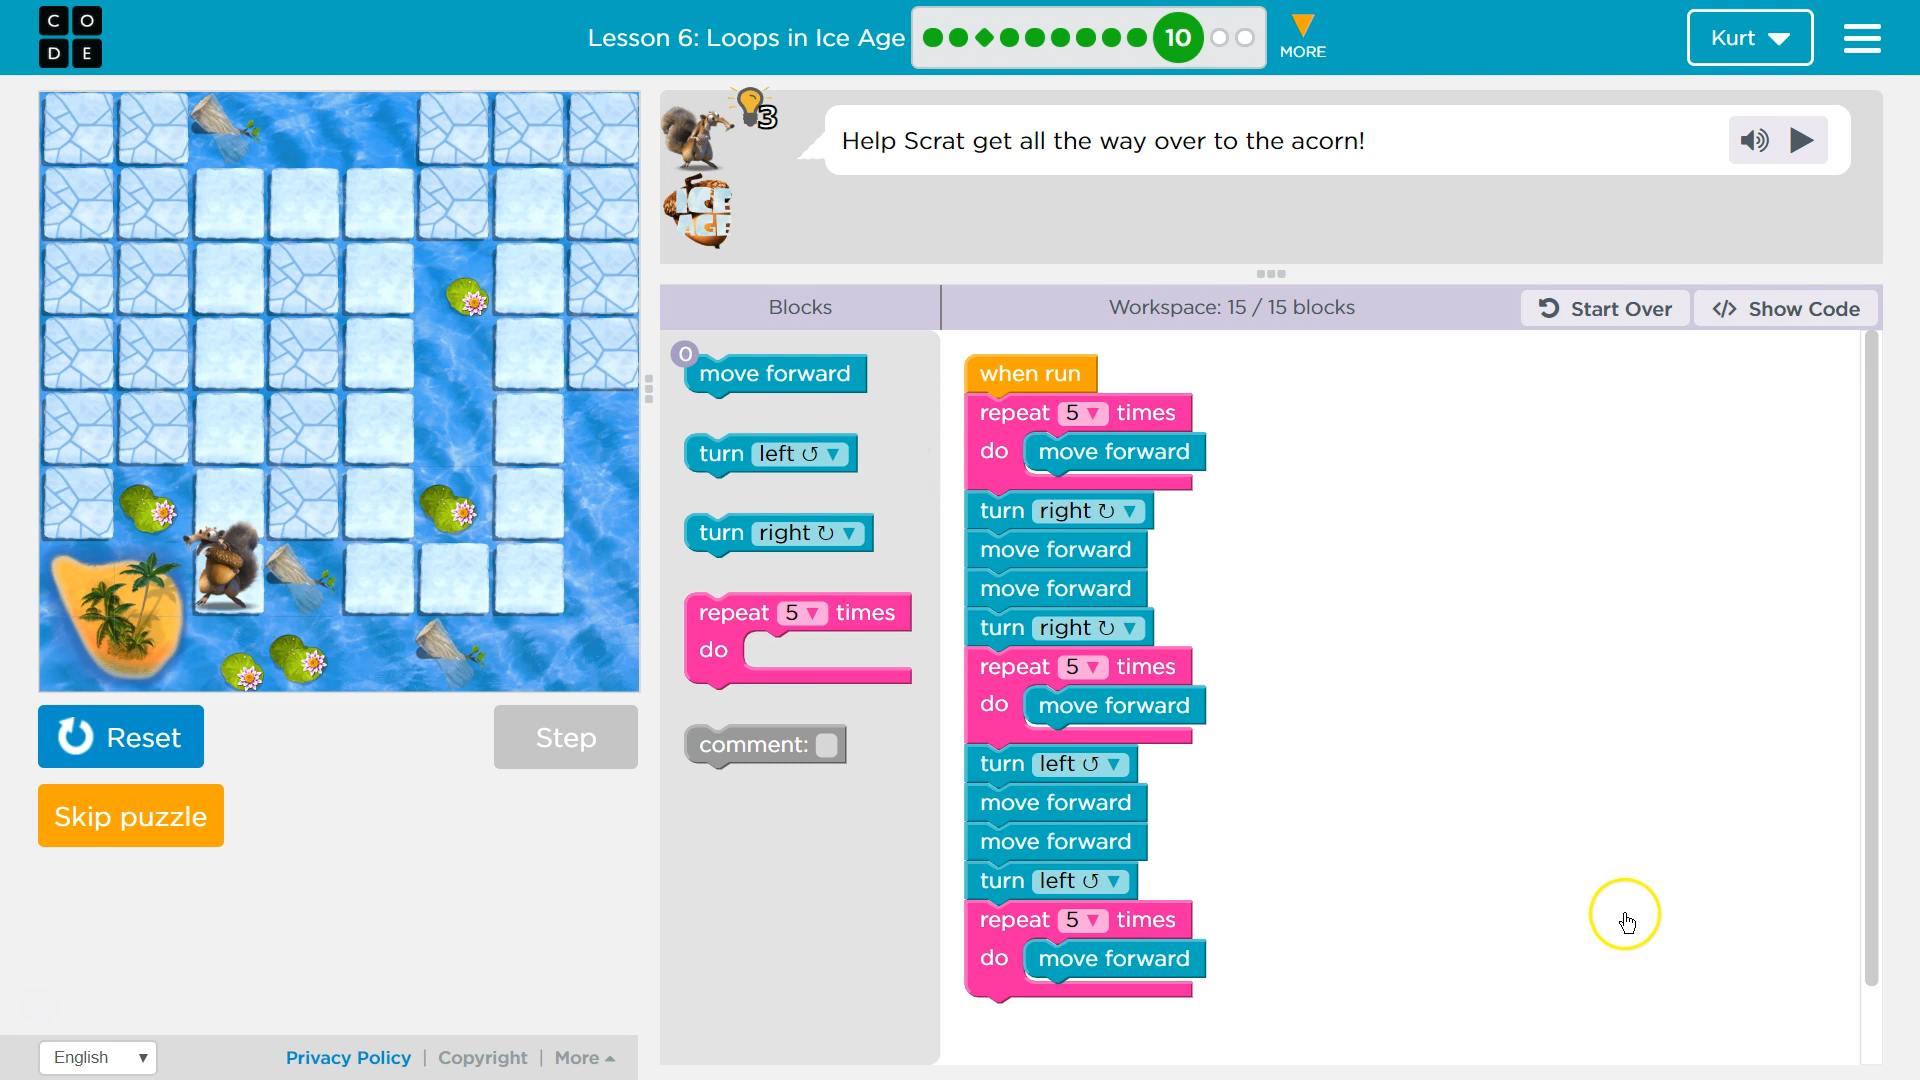 C O
D E
Lesson 6: Loops in Ice Age
10
MORE
Kurt
3
Help Scrat get all the way over to the acorn!
ICE
AGE
Blocks
Workspace: 15 / 15 blocks
Start Over
</> Show Code
0
move forward
turn left ↺ ▼
turn right ↻ ▼
repeat 5 ▼ times
do
comment:
when run
repeat 5 ▼ times
do move forward
turn right ↻ ▼
move forward
move forward
turn right ↻ ▼
repeat 5 ▼ times
do move forward
turn left ↺ ▼
move forward
move forward
turn left ↺ ▼
repeat 5 ▼ times
do move forward
Reset
Step
Skip puzzle
English ▼
Privacy Policy | Copyright | More